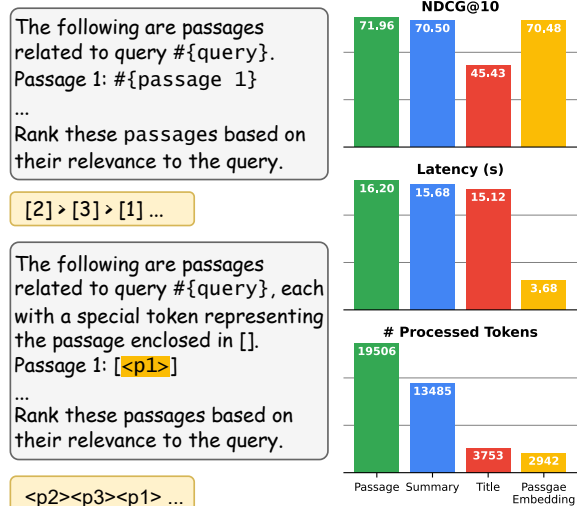 The following are passages
related to query #{query}.
Passage 1: #{passage 1}
...
Rank these passages based on
their relevance to the query.
[2] > [3] > [1] ...
The following are passages
related to query #{query}, each
with a special token representing
the passage enclosed in [].
Passage 1: [<p1>]
...
Rank these passages based on
their relevance to the query.
<p2><p3><p1> ...
NDCG@10
71.96
70.50
45.43
70,48
Latency (s)
16,20
15,68
15.12
3,68
# Processed Tokens
19506
13485
3753
2942
Passage
Summary
Title
Passgae
Embedding